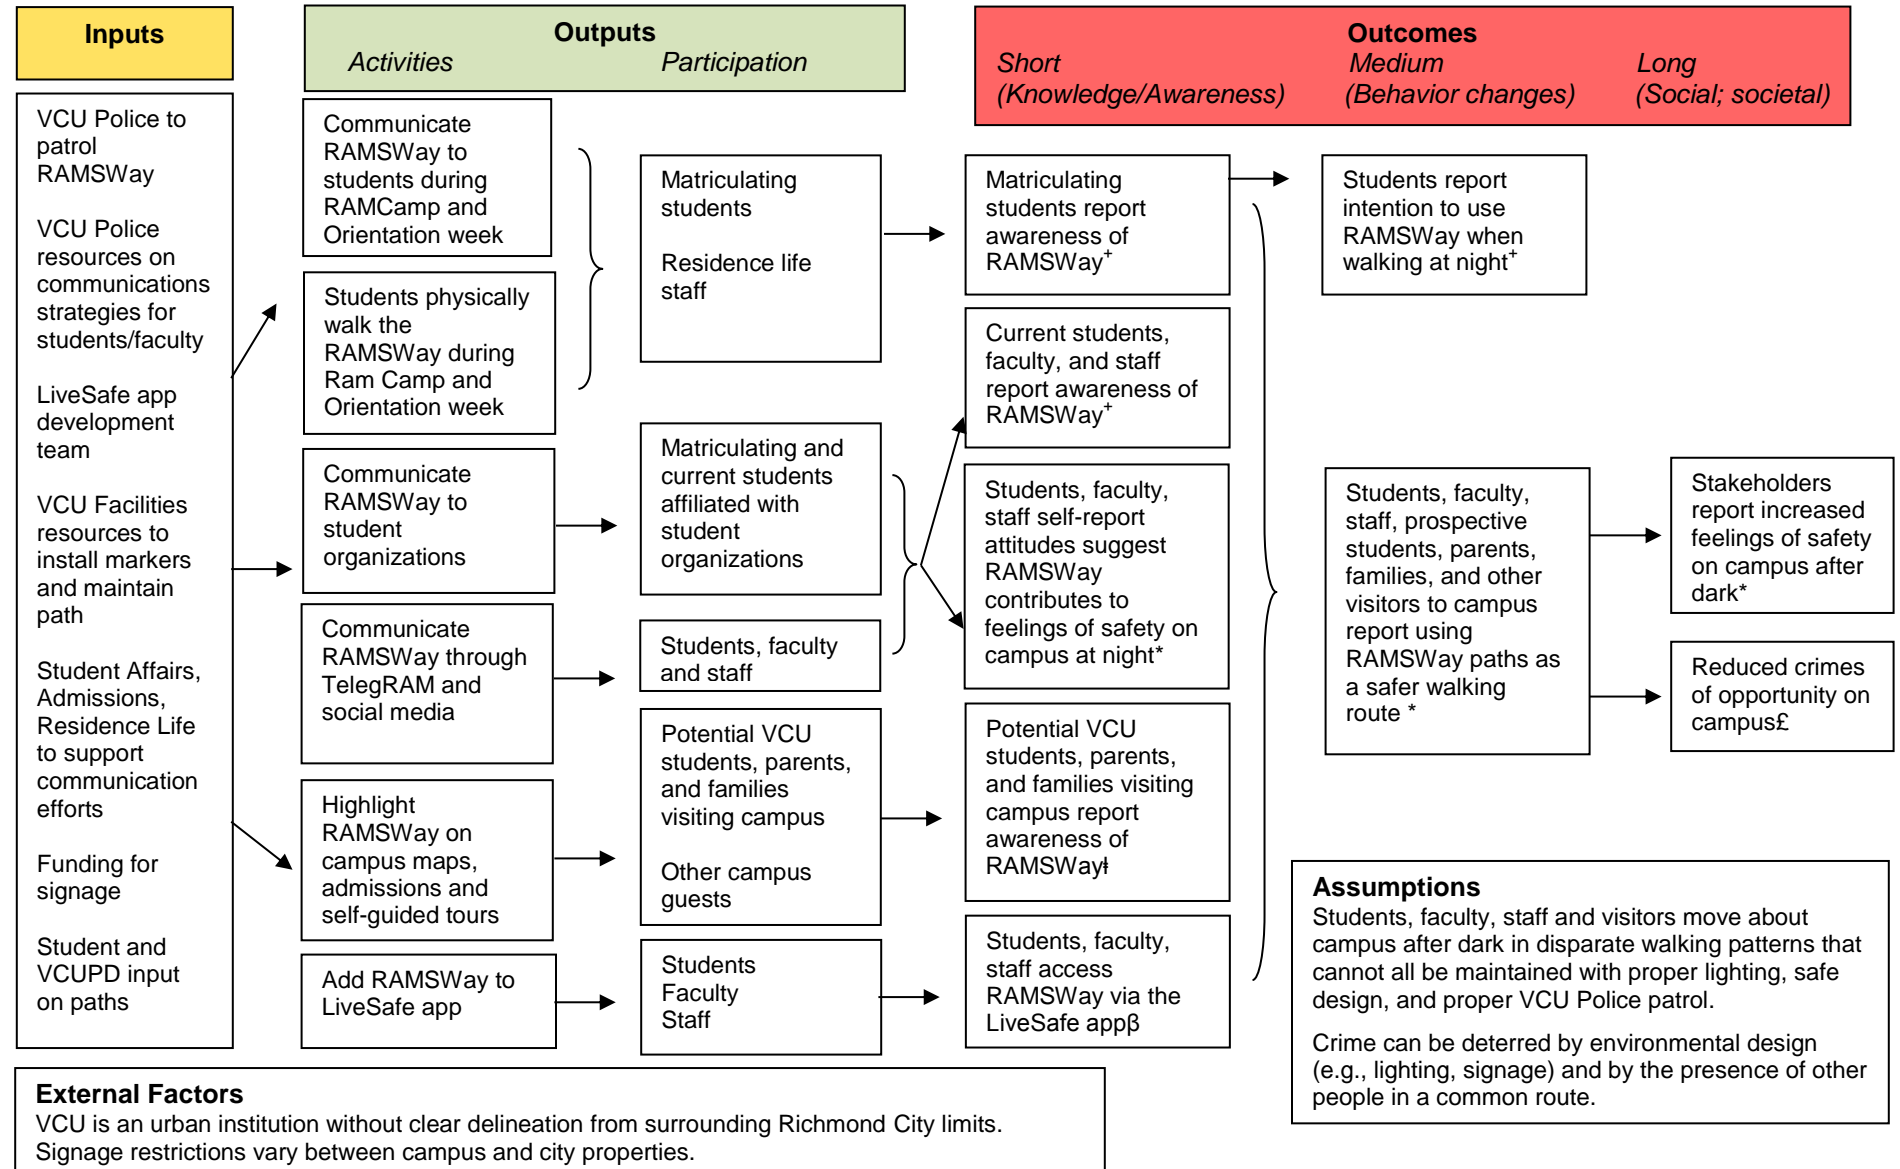 Inputs
VCU Police to
patrol
RAMSWay
VCU Police
resources on
communications
strategies for
students/faculty
LiveSafe app
development
team
VCU Facilities
resources to
install markers
and maintain
path
Student Affairs,
Admissions,
Residence Life
to support
communication
efforts
Funding for
signage
Student and
VCUPD input
on paths
Outputs
Activities
Participation
Communicate
RAMSWay to
students during
RAMCamp and
Orientation week
Students physically
walk the
RAMSWay during
Ram Camp and
Orientation week
Communicate
RAMSWay to
student
organizations
Communicate
RAMSWay through
TelegRAM and
social media
Highlight
RAMSWay on
campus maps,
admissions and
self-guided tours
Add RAMSWay to
LiveSafe app
Matriculating
students
Residence life
staff
Matriculating and
current students
affiliated with
student
organizations
Students, faculty
and staff
Potential VCU
students, parents,
and families
visiting campus
Other campus
guests
Students
Faculty
Staff
Outcomes
Short
(Knowledge/Awareness)
Medium
(Behavior changes)
Long
(Social; societal)
Matriculating
students report
awareness of
RAMSWay⁺
Current students,
faculty, and staff
report awareness of
RAMSWay⁺
Students, faculty,
staff self-report
attitudes suggest
RAMSWay
contributes to
feelings of safety on
campus at night*
Potential VCU
students, parents,
and families visiting
campus report
awareness of
RAMSWayƗ
Students, faculty,
staff access
RAMSWay via the
LiveSafe appβ
Students report
intention to use
RAMSWay when
walking at night⁺
Students, faculty,
staff, prospective
students, parents,
families, and other
visitors to campus
report using
RAMSWay paths as
a safer walking
route *
Stakeholders
report increased
feelings of safety
on campus after
dark*
Reduced crimes
of opportunity on
campus£
Assumptions
Students, faculty, staff and visitors move about
campus after dark in disparate walking patterns that
cannot all be maintained with proper lighting, safe
design, and proper VCU Police patrol.
Crime can be deterred by environmental design
(e.g., lighting, signage) and by the presence of other
people in a common route.
External Factors
VCU is an urban institution without clear delineation from surrounding Richmond City limits.
Signage restrictions vary between campus and city properties.